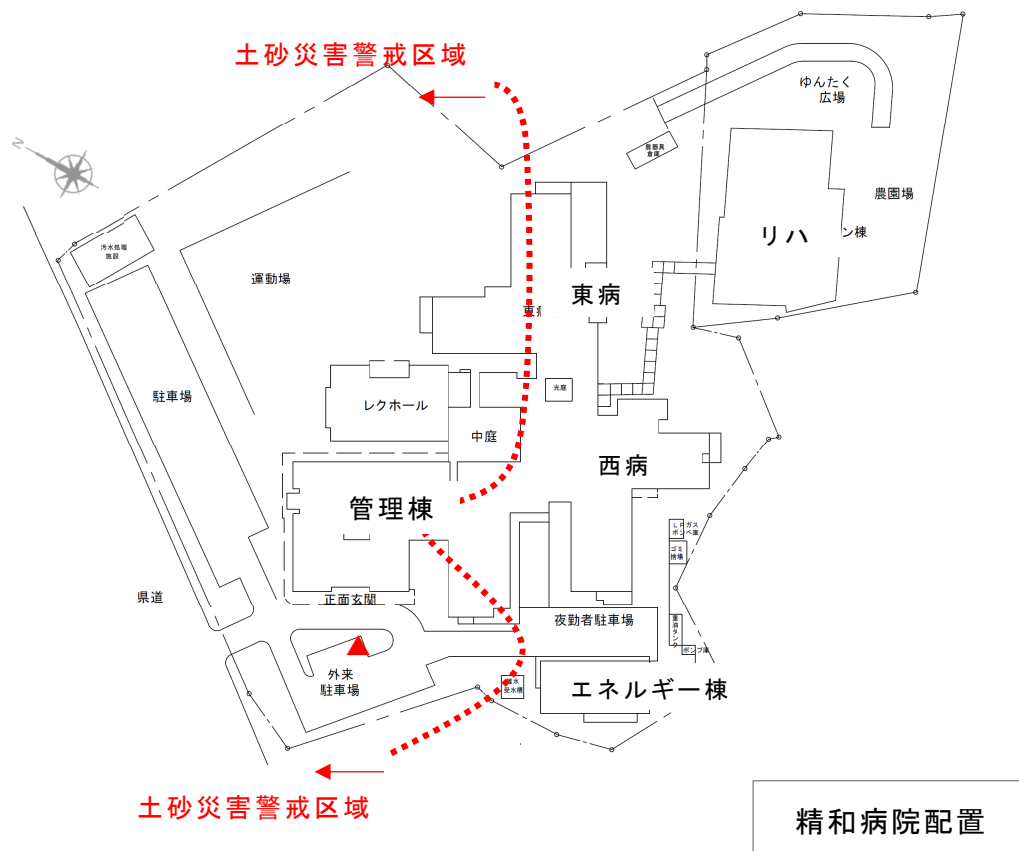 土砂災害警戒区域
N
ゆんたく
広場
農器具
倉庫
農園場
リハ
ン棟
汚水処理
施設
運動場
東病
駐車場
レクホール
光庭
中庭
西病
管理棟
LPガス
ボンベ庫
ゴミ
捨場
県道
正面玄関
夜勤者駐車場
重油タンク
ポンプ庫
外来
駐車場
受水槽
エネルギー棟
土砂災害警戒区域
精和病院配置